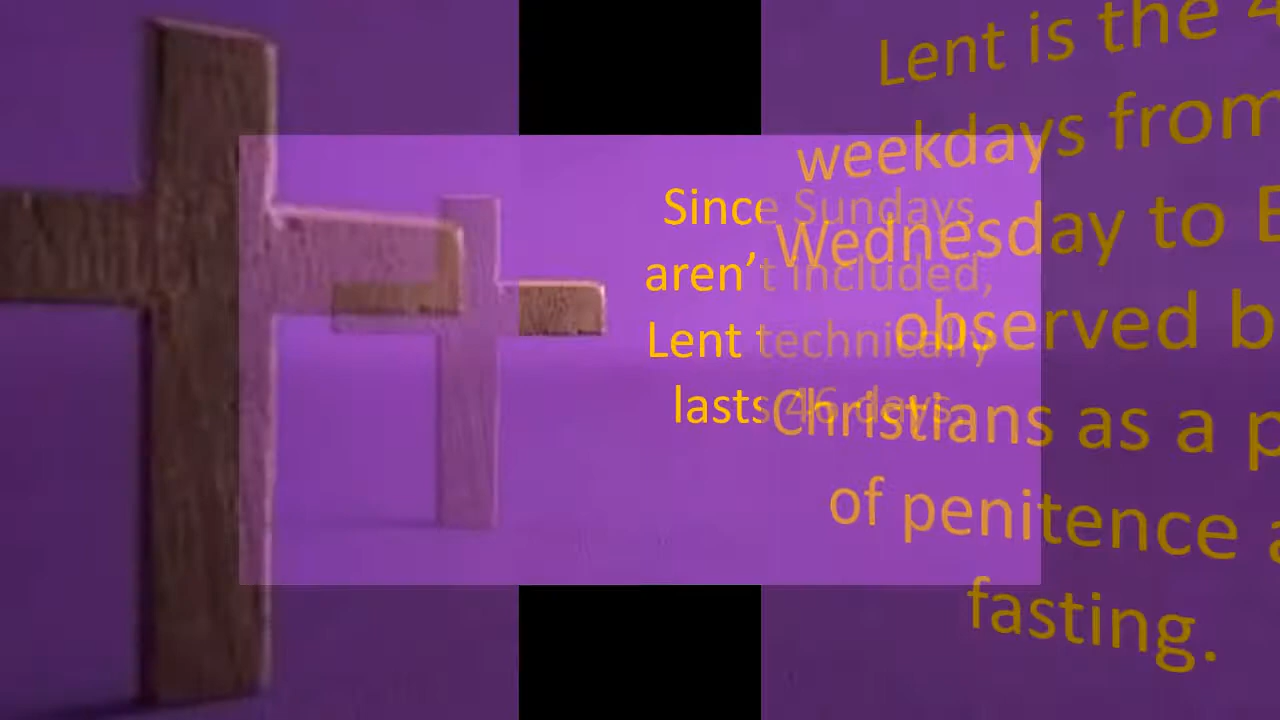 Since Sundays
aren’t included,
Lent technically
lasts 46 days.
Lent is the 4
weekdays from
Wednesday to E
observed b
Christians as a p
of penitence a
fasting.